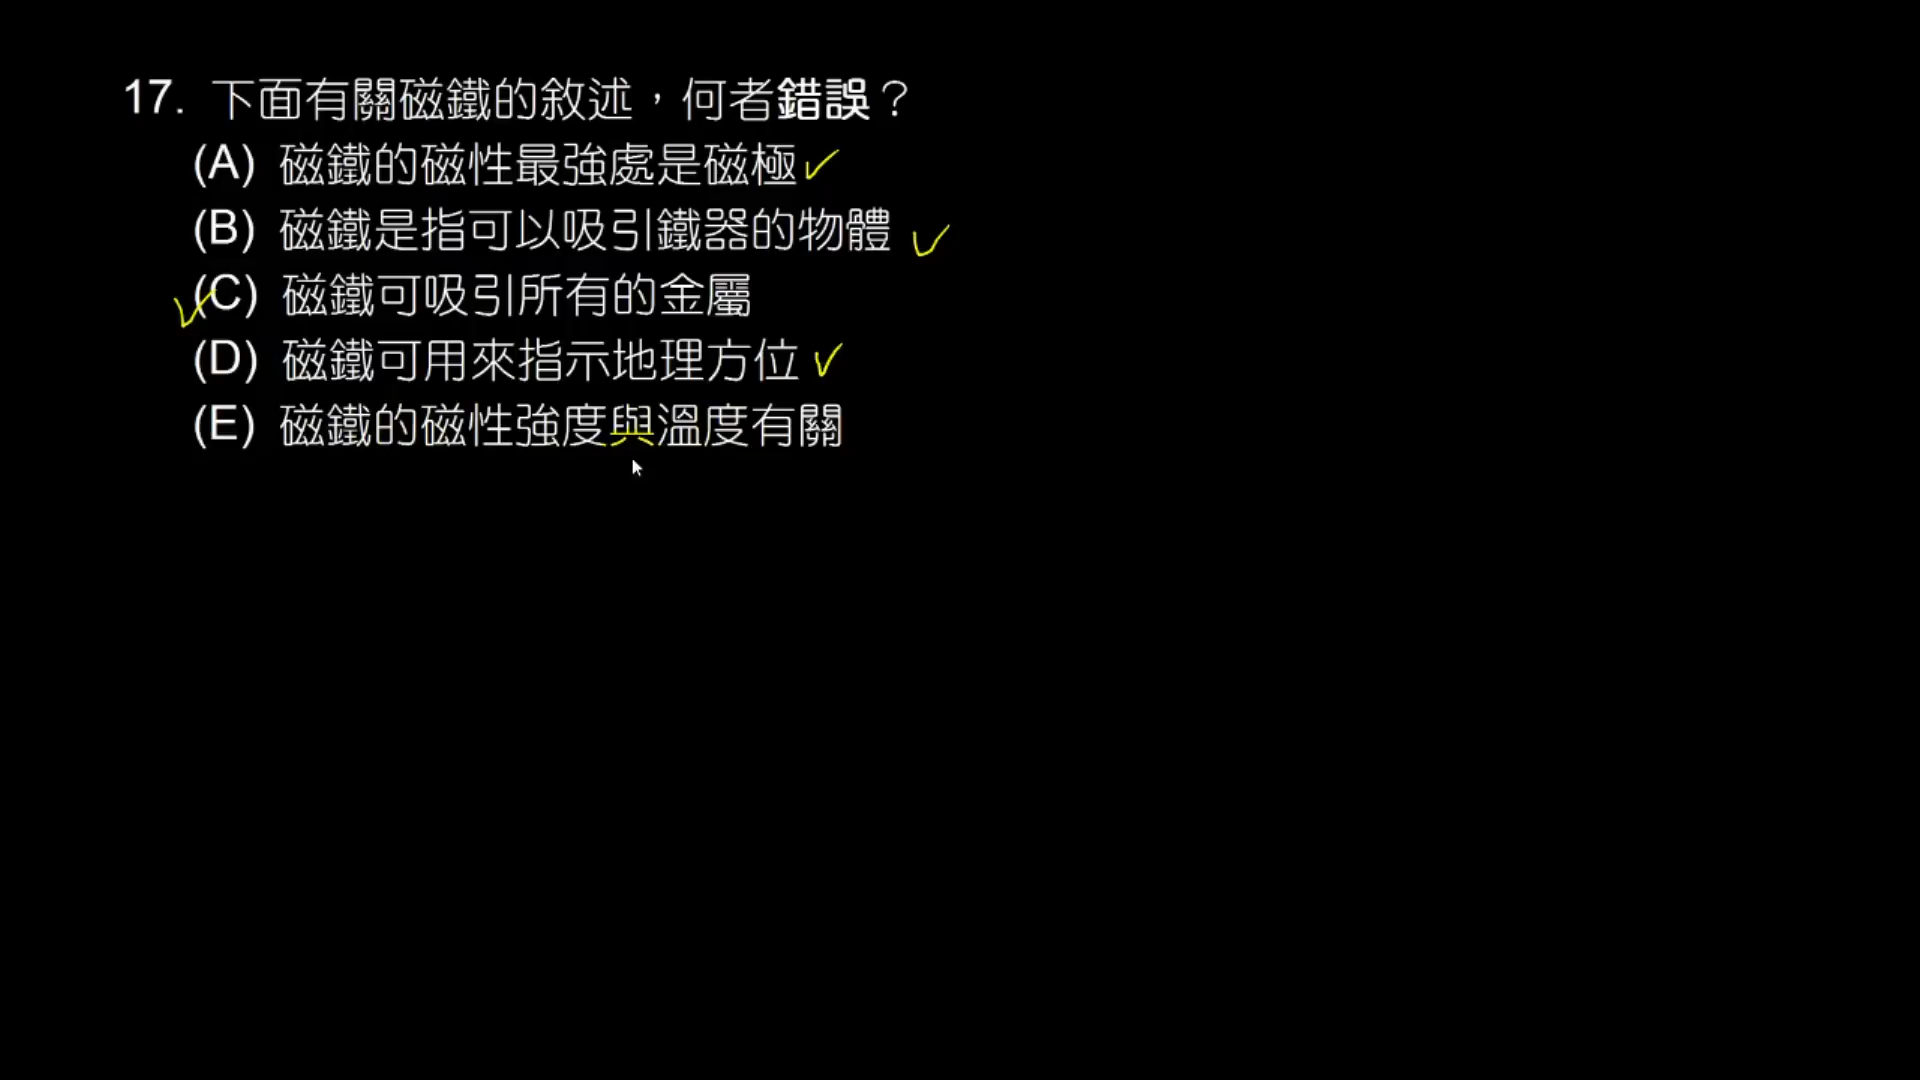 17. 下面有關磁鐵的敘述，何者錯誤？
(A) 磁鐵的磁性最強處是磁極
(B) 磁鐵是指可以吸引鐵器的物體
(C) 磁鐵可吸引所有的金屬
(D) 磁鐵可用來指示地理方位
(E) 磁鐵的磁性強度與溫度有關